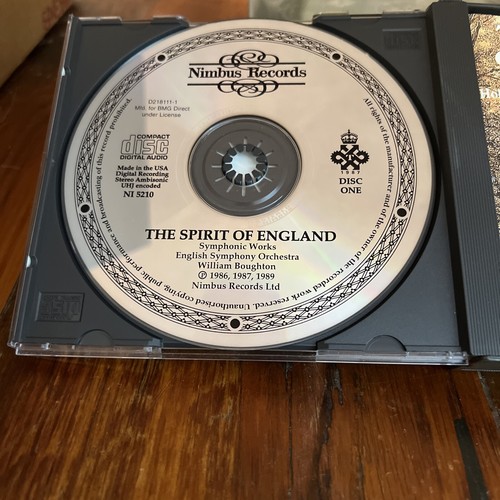 Nimbus Records
D218111-1
Mfd. for BMG Direct
under License
COMPACT
disc
DIGITAL AUDIO
Made in the USA
Digital Recording
Stereo Ambisonic
UHJ encoded
NI 5210
1987
DISC
ONE
THE SPIRIT OF ENGLAND
Symphonic Works
English Symphony Orchestra
William Boughton
℗ 1986, 1987, 1989
Nimbus Records Ltd
All rights of the manufacturer and of the owner of the recorded work reserved. Unauthorised copying, public performance and broadcasting of this record prohibited.